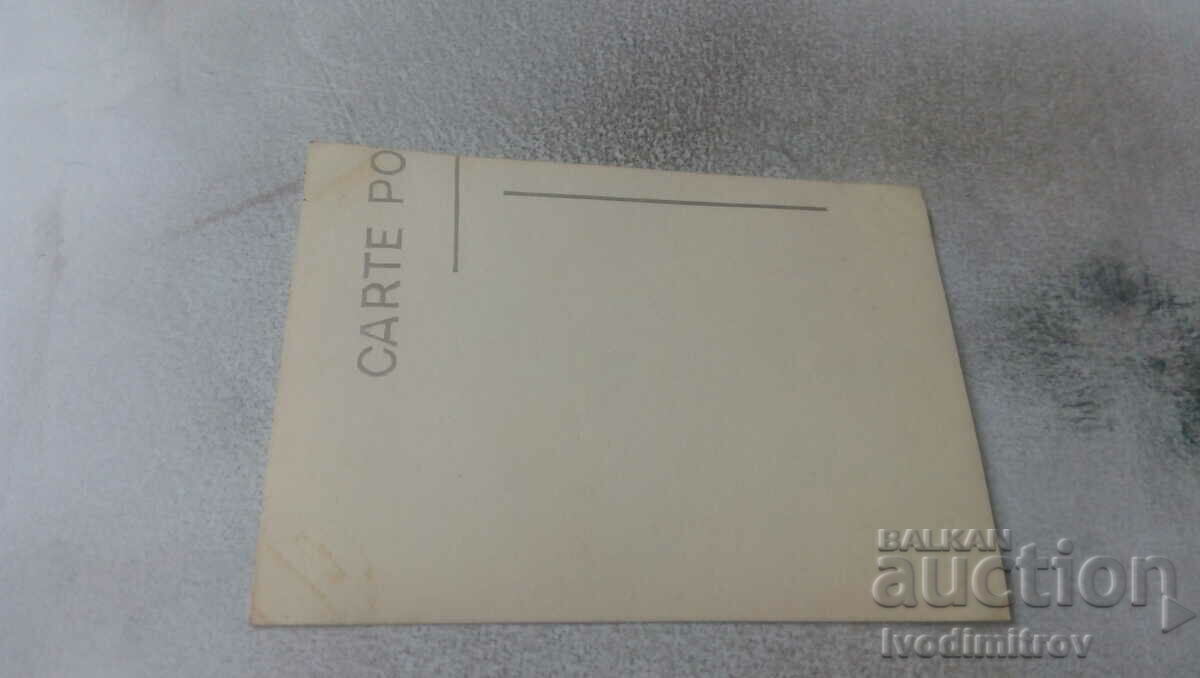 CARTE PO
BALKAN
auction
Ivodimitrov